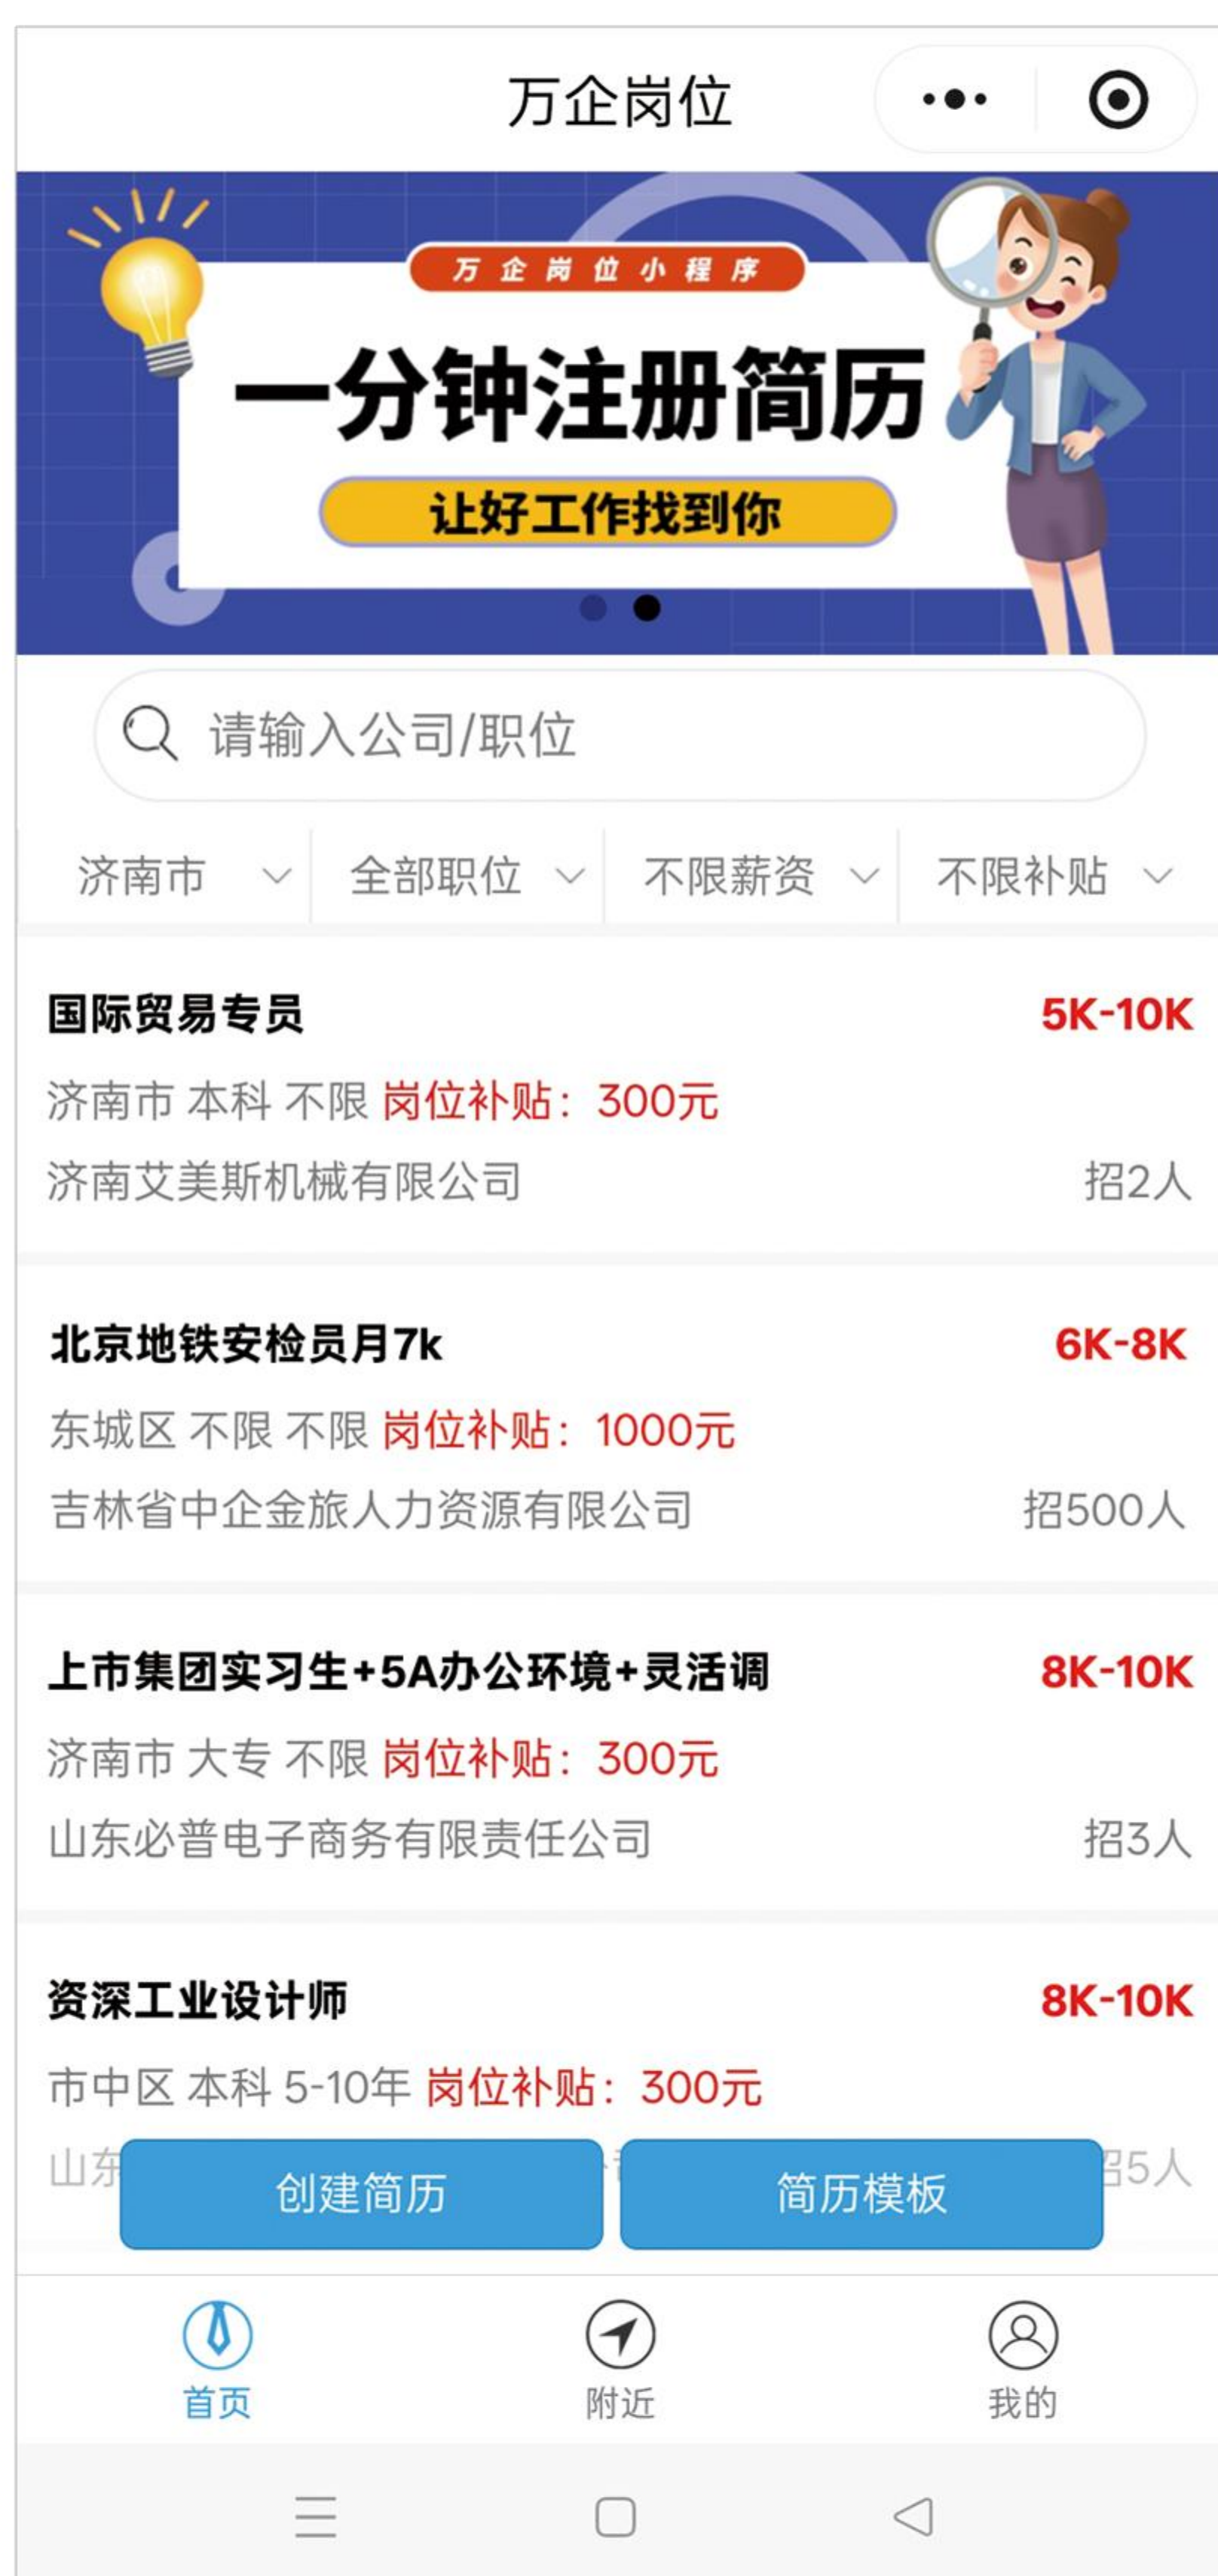 万企岗位
万企岗位小程序
一分钟注册简历
让好工作找到你
请输入公司/职位
济南市 全部职位 不限薪资 不限补贴
国际贸易专员 5K-10K
济南市 本科 不限 岗位补贴：300元
济南艾美斯机械有限公司 招2人
北京地铁安检员月7k 6K-8K
东城区 不限 不限 岗位补贴：1000元
吉林省中企金旅人力资源有限公司 招500人
上市集团实习生+5A办公环境+灵活调 8K-10K
济南市 大专 不限 岗位补贴：300元
山东必普电子商务有限责任公司 招3人
资深工业设计师 8K-10K
市中区 本科 5-10年 岗位补贴：300元
山东 招5人
创建简历 简历模板
首页 附近 我的